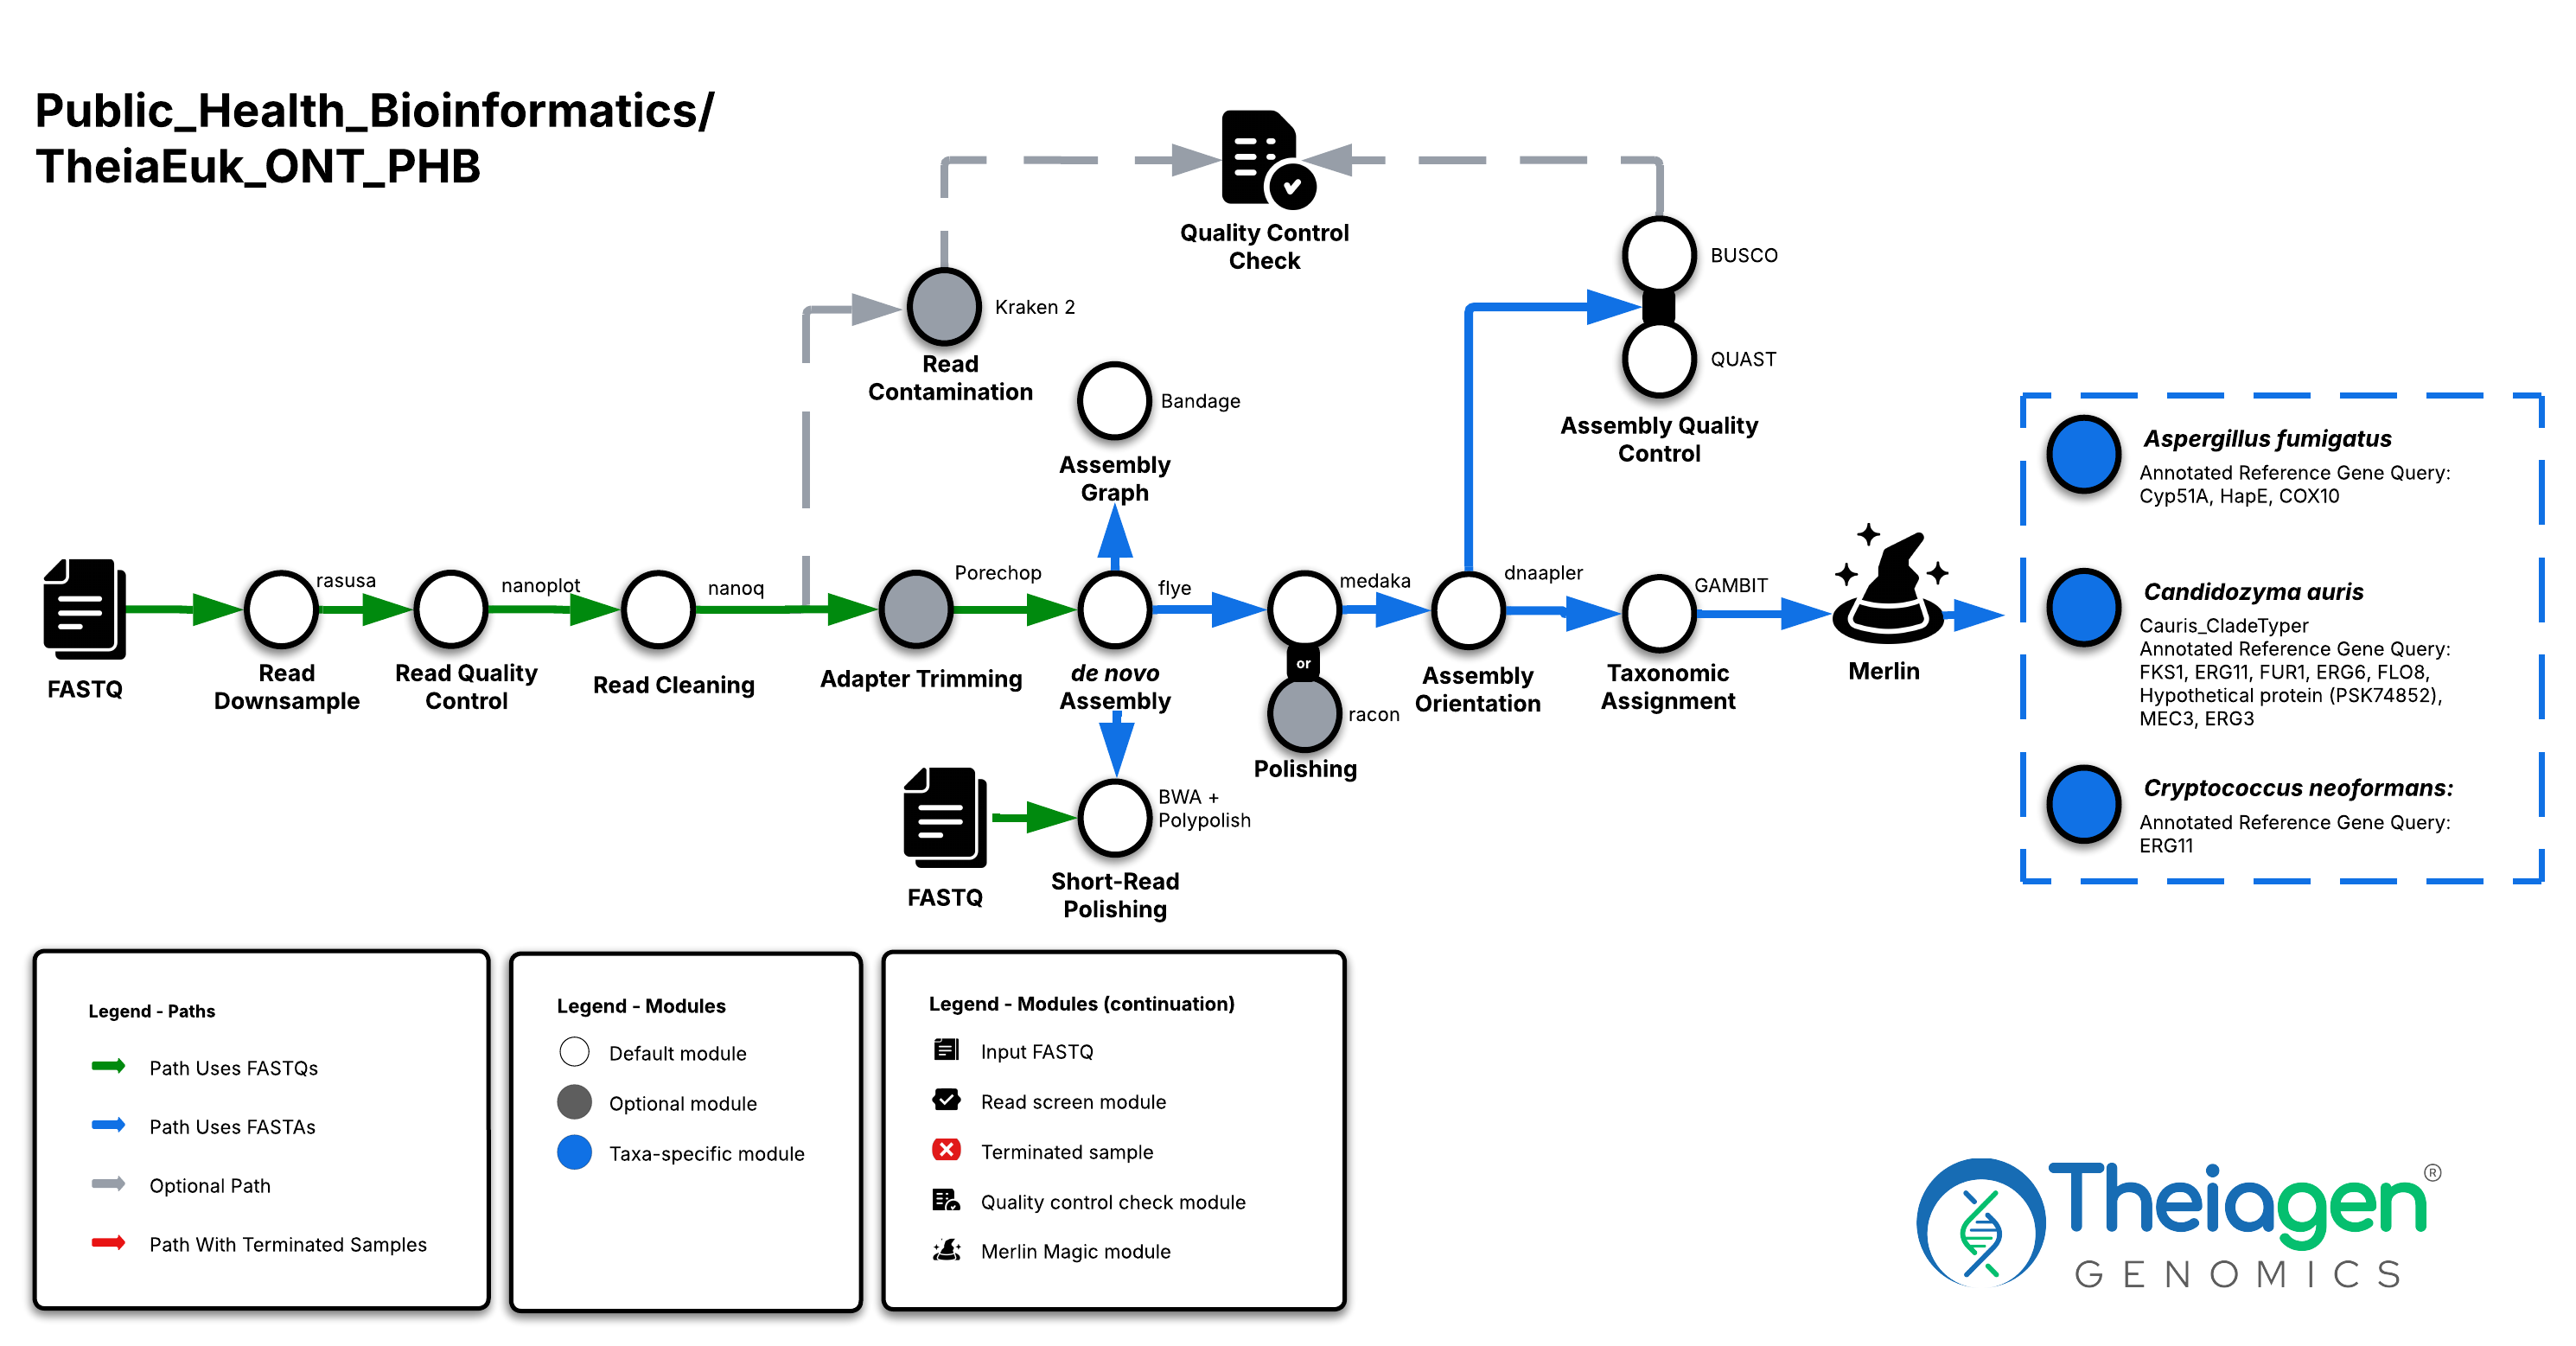 Public_Health_Bioinformatics/
TheiaEuk_ONT_PHB
Quality Control
Check
Kraken 2
Read
Contamination
Bandage
Assembly
Graph
BUSCO
QUAST
Assembly Quality
Control
FASTQ
rasusa
Read
Downsample
nanoplot
Read Quality
Control
nanoq
Read Cleaning
Porechop
Adapter Trimming
flye
de novo
Assembly
medaka
or
racon
Polishing
dnaapler
Assembly
Orientation
GAMBIT
Taxonomic
Assignment
Merlin
FASTQ
BWA +
Polypolish
Short-Read
Polishing
Aspergillus fumigatus
Annotated Reference Gene Query:
Cyp51A, HapE, COX10
Candidozyma auris
Cauris_CladeTyper
Annotated Reference Gene Query:
FKS1, ERG11, FUR1, ERG6, FLO8,
Hypothetical protein (PSK74852),
MEC3, ERG3
Cryptococcus neoformans:
Annotated Reference Gene Query:
ERG11
Legend - Paths
Path Uses FASTQs
Path Uses FASTAs
Optional Path
Path With Terminated Samples
Legend - Modules
Default module
Optional module
Taxa-specific module
Legend - Modules (continuation)
Input FASTQ
Read screen module
Terminated sample
Quality control check module
Merlin Magic module
Theiagen®
GENOMICS